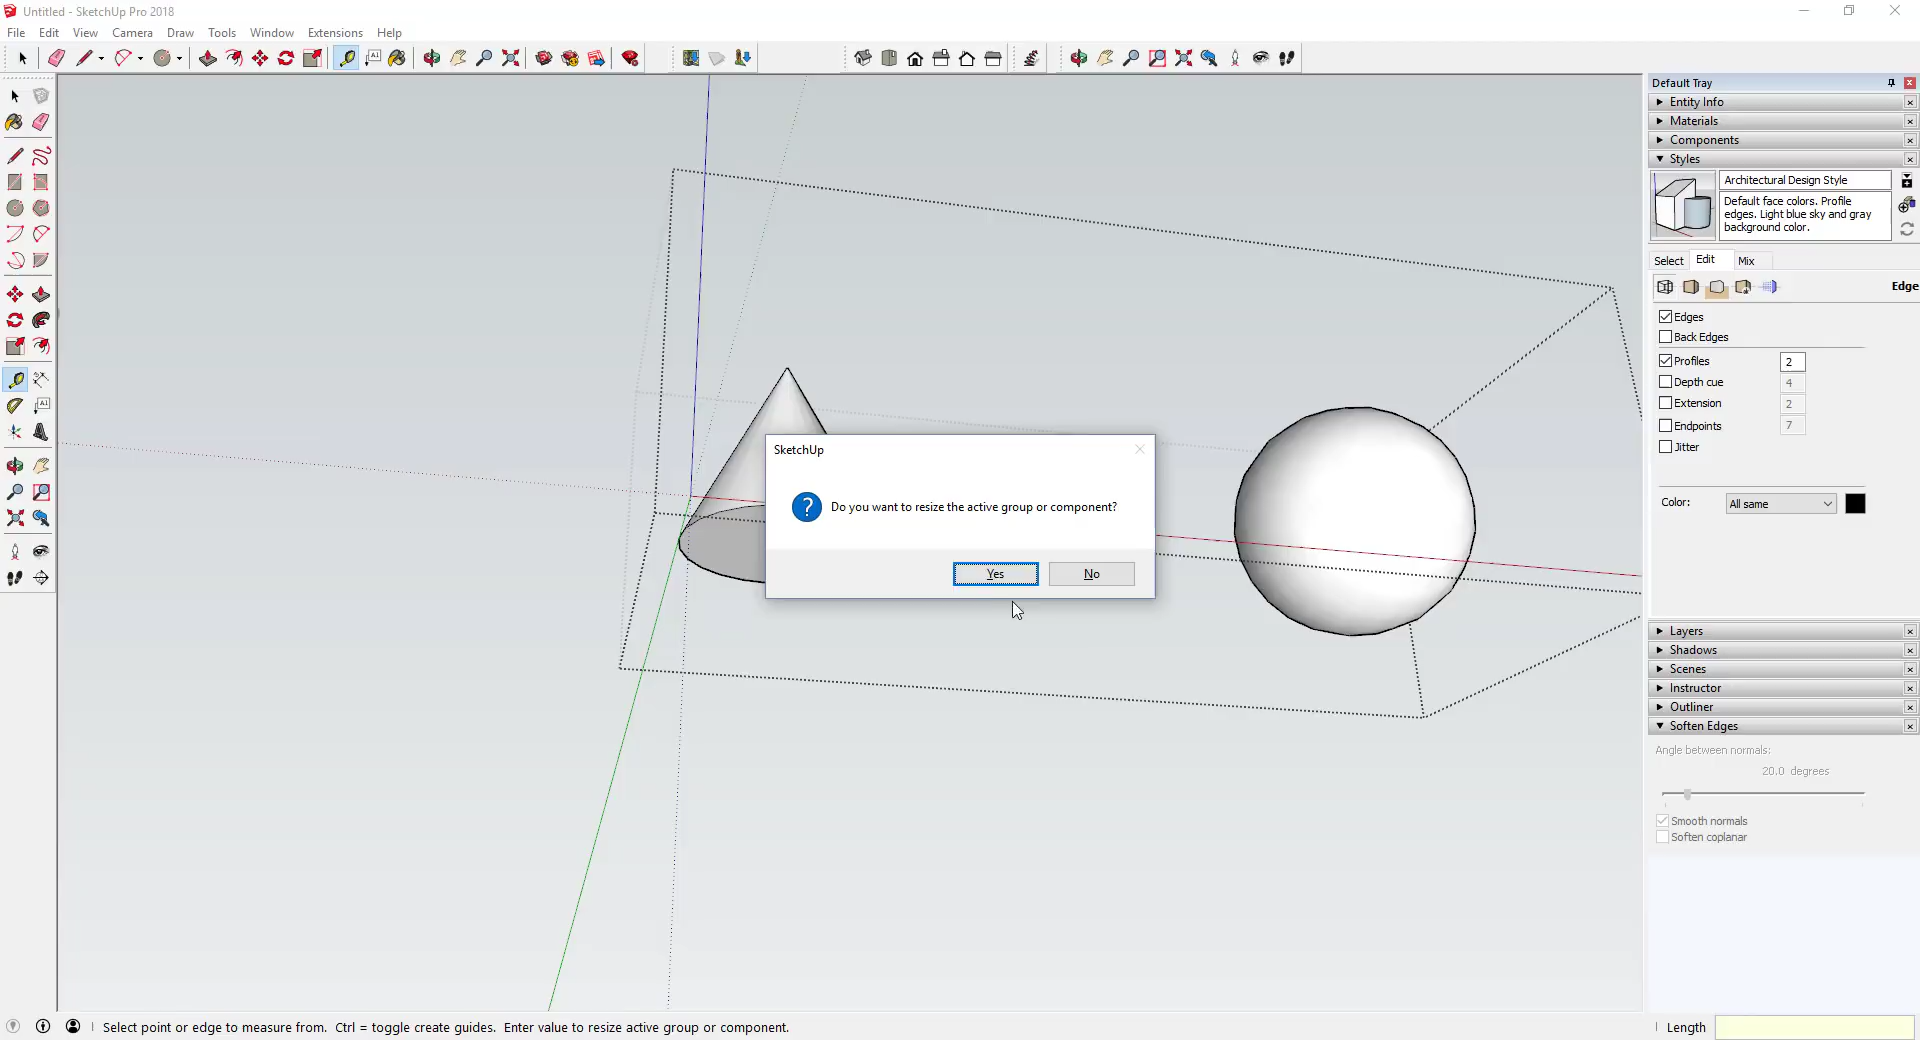 Untitled - SketchUp Pro 2018
File Edit View Camera Draw Tools Window Extensions Help
Default Tray
Entity Info
Materials
Components
Styles
Architectural Design Style
Default face colors. Profile
edges. Light blue sky and gray
background color.
Select Edit Mix
Edge
Edges
Back Edges
Profiles 2
Depth cue 4
Extension 2
Endpoints 7
Jitter
Color: All same
Layers
Shadows
Scenes
Instructor
Outliner
Soften Edges
Angle between normals:
20.0 degrees
Smooth normals
Soften coplanar
SketchUp
Do you want to resize the active group or component?
Yes No
Select point or edge to measure from. Ctrl = toggle create guides. Enter value to resize active group or component.
Length